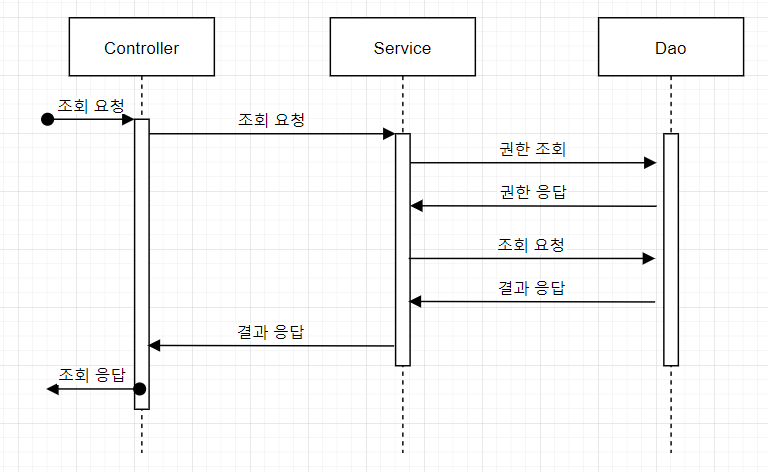 Controller
Service
Dao
조회 요청
조회 요청
권한 조회
권한 응답
조회 요청
결과 응답
결과 응답
조회 응답